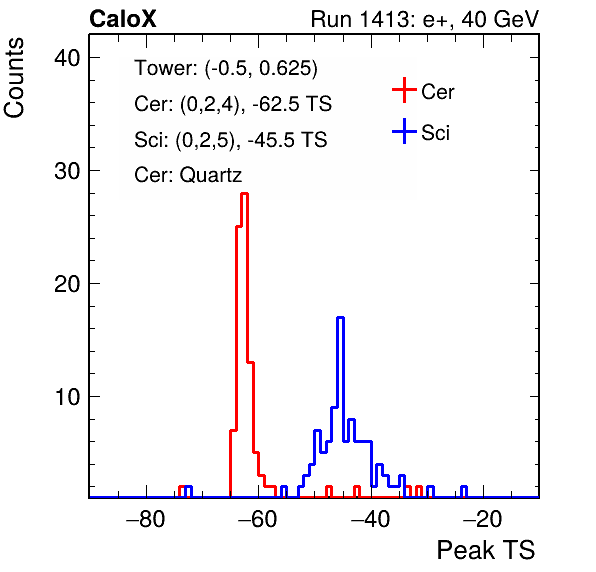 CaloX
Run 1413: e+, 40 GeV
Counts
40
30
20
10
Tower: (-0.5, 0.625)
Cer: (0,2,4), -62.5 TS
Sci: (0,2,5), -45.5 TS
Cer: Quartz
Cer
Sci
−80 −60 −40 −20
Peak TS